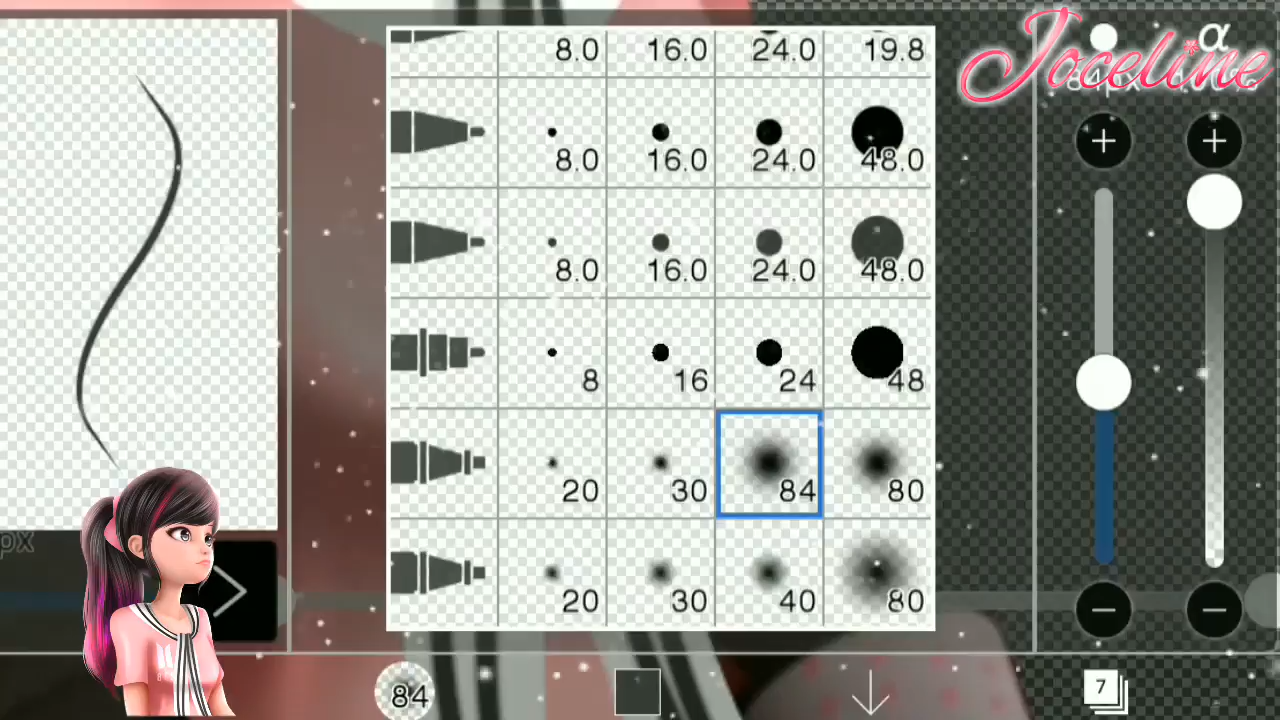 8.0 16.0 24.0 19.8
8.0 16.0 24.0 48.0
8.0 16.0 24.0 48.0
8 16 24 48
20 30 84 80
20 30 40 80
Joceline
α
84px
px
84
7